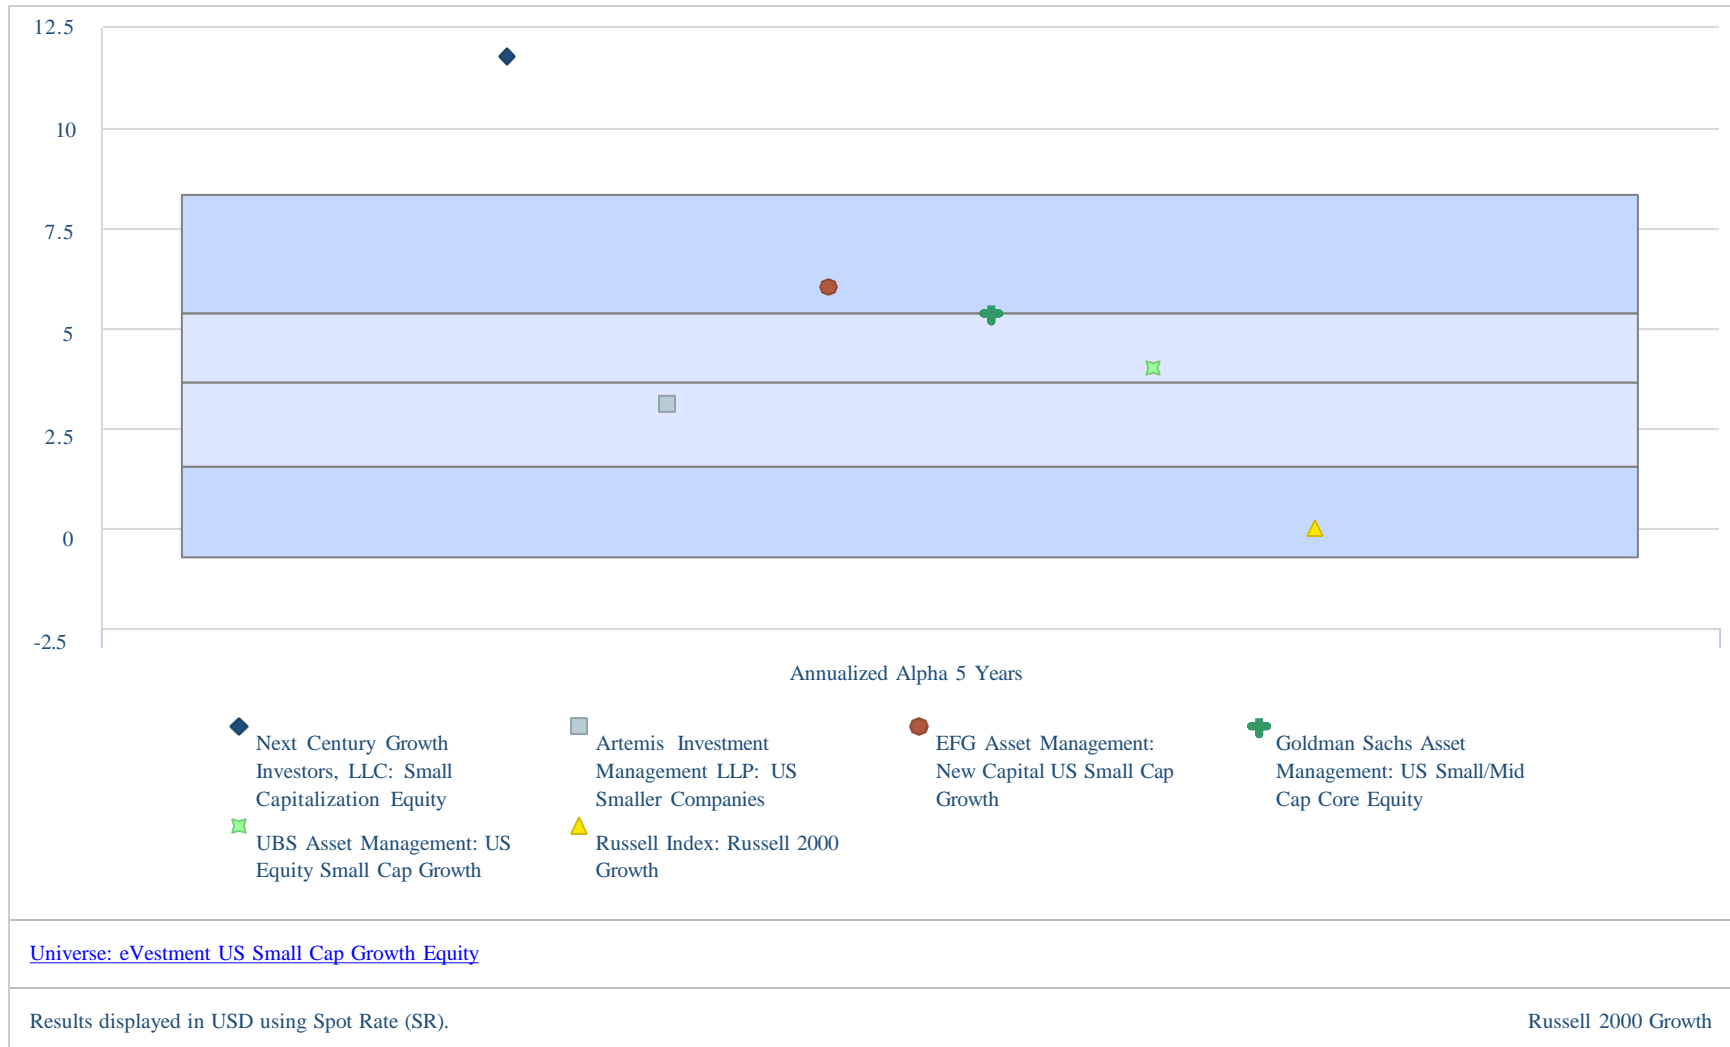 12.5
10
7.5
5
2.5
0
-2.5
Annualized Alpha 5 Years
Next Century Growth
Investors, LLC: Small
Capitalization Equity
Artemis Investment
Management LLP: US
Smaller Companies
EFG Asset Management:
New Capital US Small Cap
Growth
Goldman Sachs Asset
Management: US Small/Mid
Cap Core Equity
UBS Asset Management: US
Equity Small Cap Growth
Russell Index: Russell 2000
Growth
Universe: eVestment US Small Cap Growth Equity
Results displayed in USD using Spot Rate (SR).
Russell 2000 Growth